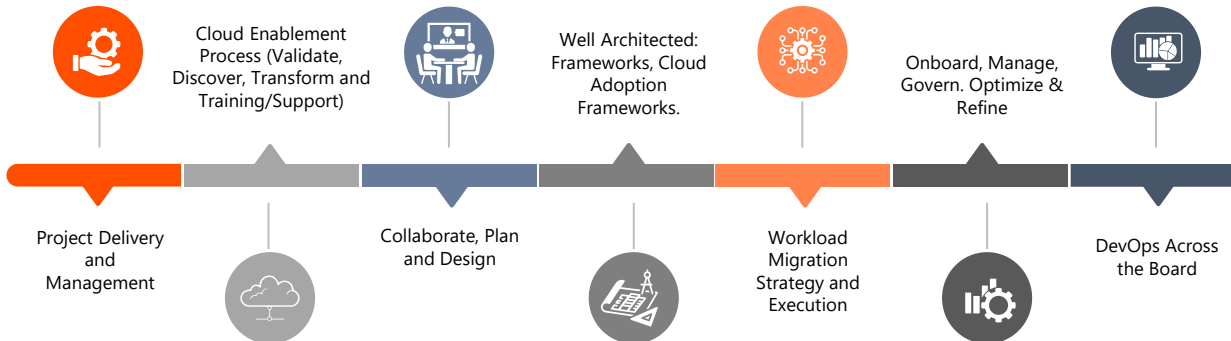 Cloud Enablement
Process (Validate,
Discover, Transform and
Training/Support)
Well Architected:
Frameworks, Cloud
Adoption
Frameworks.
Onboard, Manage,
Govern. Optimize &
Refine
Project Delivery
and
Management
Collaborate, Plan
and Design
Workload
Migration
Strategy and
Execution
DevOps Across
the Board